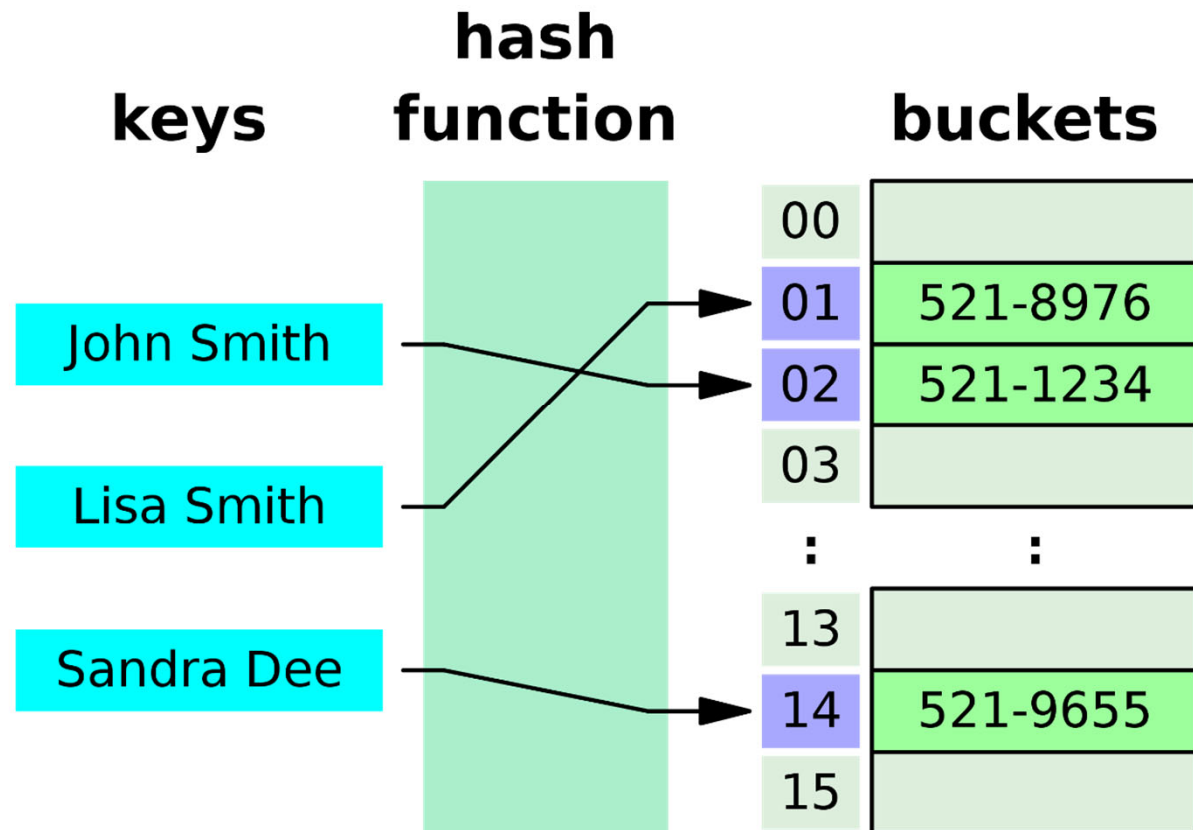 hash
keys function buckets
00
01 521-8976
John Smith
02 521-1234
03
Lisa Smith
: :
13
Sandra Dee
14 521-9655
15